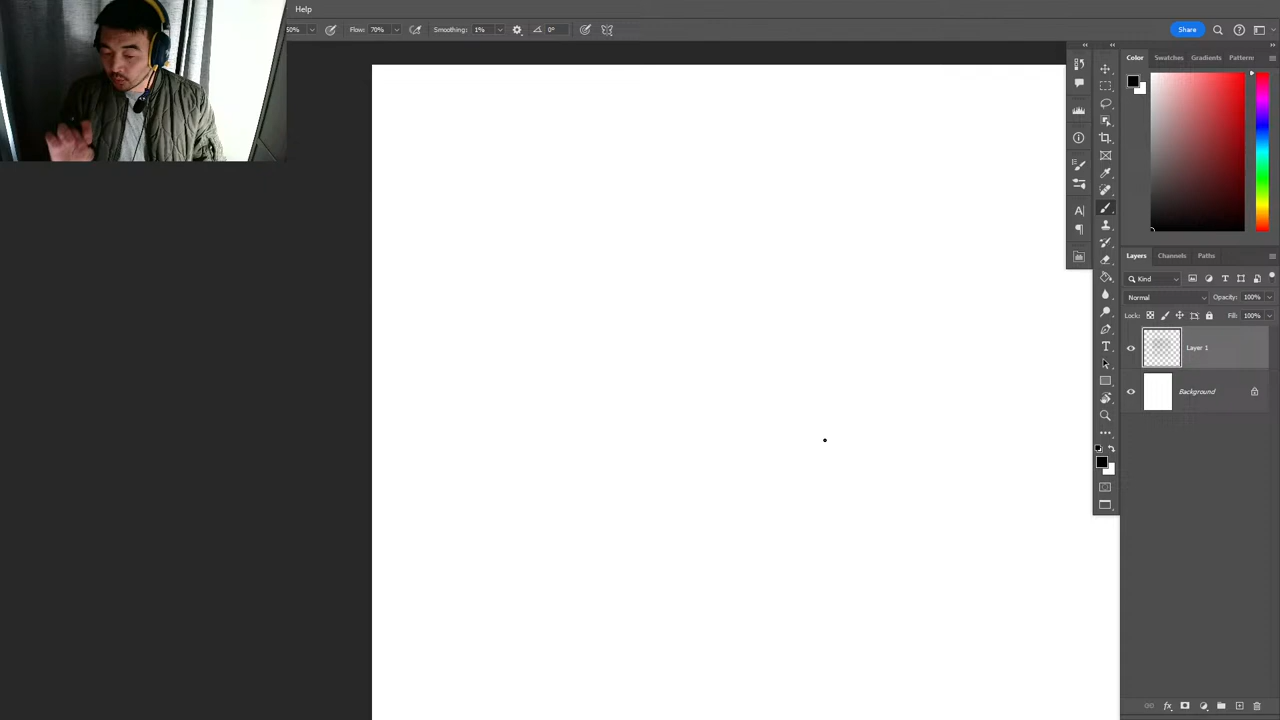 Help
50% Flow: 70% Smoothing: 1% 0° Share
Color Swatches Gradients Patterns
Layers Channels Paths
Kind
Normal Opacity: 100%
Lock: Fill: 100%
Layer 1
Background